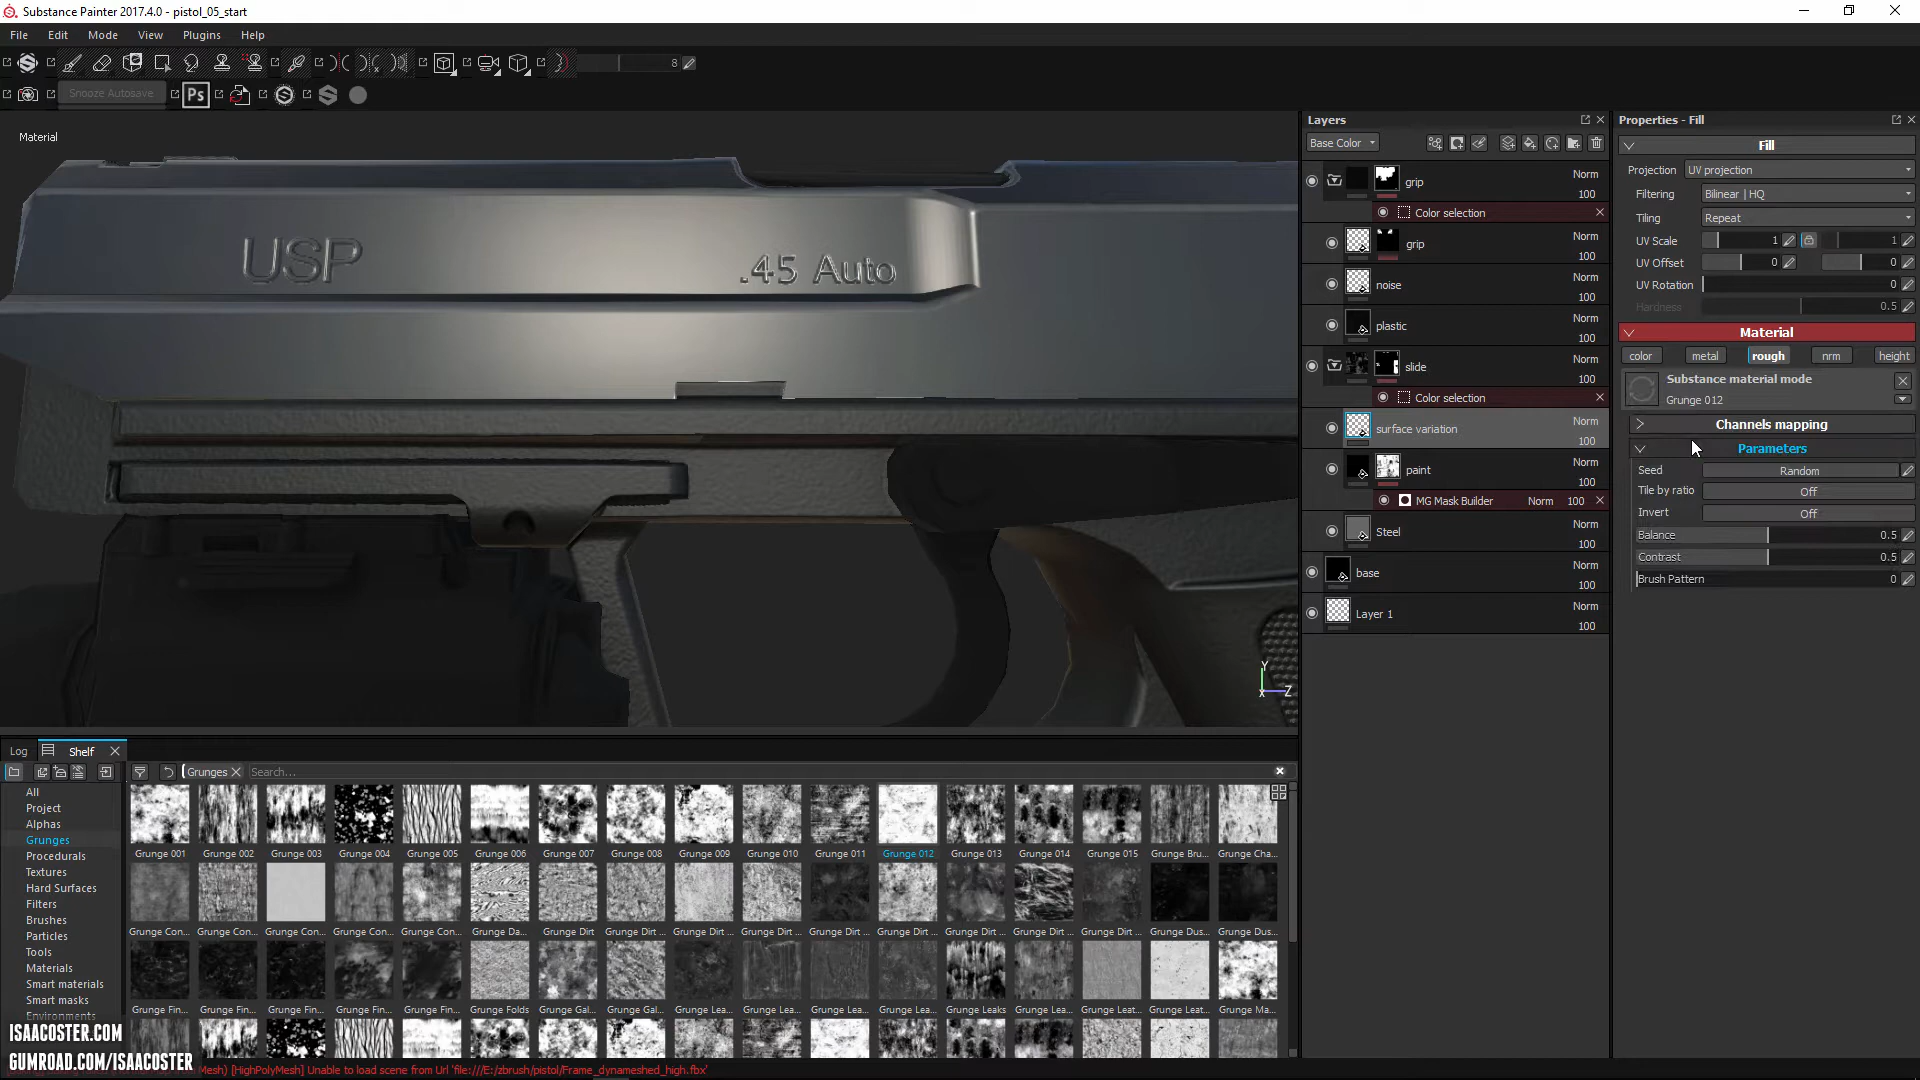 Substance Painter 2017.4.0 - pistol_05_start
File Edit Mode View Plugins Help
8
Snooze Autosave Ps
Material
USP
.45 Auto
Y
Z
X
Layers
Base Color
grip Norm 100
Color selection
grip Norm 100
noise Norm 100
plastic Norm 100
slide Norm 100
Color selection
surface variation Norm 100
paint Norm 100
MG Mask Builder Norm 100
Steel Norm 100
base Norm 100
Layer 1 Norm 100
Properties - Fill
Fill
Projection UV projection
Filtering Bilinear | HQ
Tiling Repeat
UV Scale 1 1
UV Offset 0 0
UV Rotation 0
Hardness 0.5
Material
color metal rough nrm height
Substance material mode
Grunge 012
Channels mapping
Parameters
Seed Random
Tile by ratio Off
Invert Off
Balance 0.5
Contrast 0.5
Brush Pattern 0
Log Shelf
Grunges Search...
All
Project
Alphas
Grunges
Procedurals
Textures
Hard Surfaces
Filters
Brushes
Particles
Tools
Materials
Smart materials
Smart masks
Environments
Grunge 001 Grunge 002 Grunge 003 Grunge 004 Grunge 005 Grunge 006 Grunge 007 Grunge 008 Grunge 009 Grunge 010 Grunge 011 Grunge 012 Grunge 013 Grunge 014 Grunge 015 Grunge Bru... Grunge Cha...
Grunge Con... Grunge Con... Grunge Con... Grunge Con... Grunge Con... Grunge Da... Grunge Dirt Grunge Dirt ... Grunge Dirt ... Grunge Dirt ... Grunge Dirt ... Grunge Dirt ... Grunge Dirt ... Grunge Dirt ... Grunge Dirt ... Grunge Dus... Grunge Dus...
Grunge Fin... Grunge Fin... Grunge Fin... Grunge Fin... Grunge Fin... Grunge Folds Grunge Gal... Grunge Gal... Grunge Lea... Grunge Lea... Grunge Lea... Grunge Lea... Grunge Leaks Grunge Lea... Grunge Leat... Grunge Leat... Grunge Ma...
ISAACOSTER.COM
GUMROAD.COM/ISAACOSTER
Mesh) [HighPolyMesh] Unable to load scene from Url 'file:///E:/zbrush/pistol/Frame_dynameshed_high.fbx'